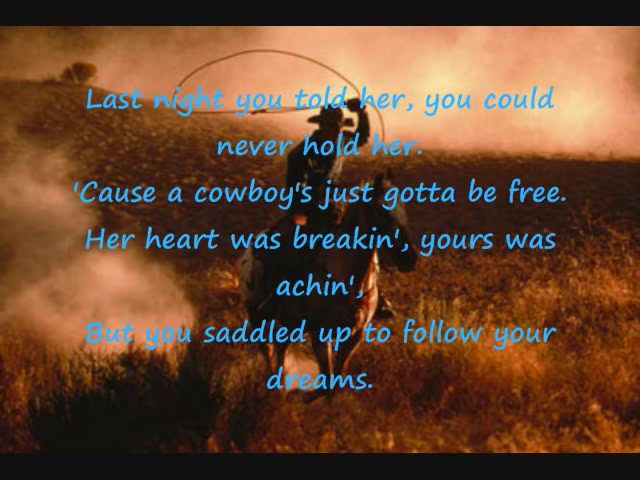 Last night you told her, you could
never hold her.
'Cause a cowboy's just gotta be free.
Her heart was breakin', yours was
achin',
But you saddled up to follow your
dreams.